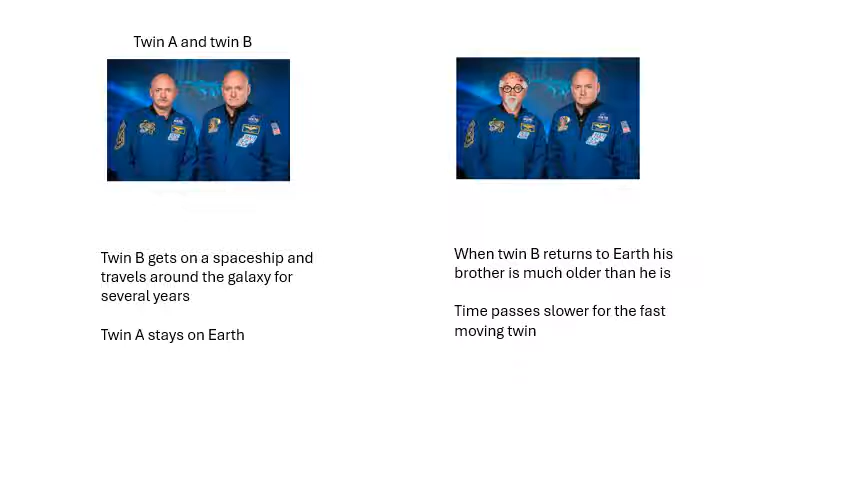 Twin A and twin B
Twin B gets on a spaceship and
travels around the galaxy for
several years
Twin A stays on Earth
When twin B returns to Earth his
brother is much older than he is
Time passes slower for the fast
moving twin